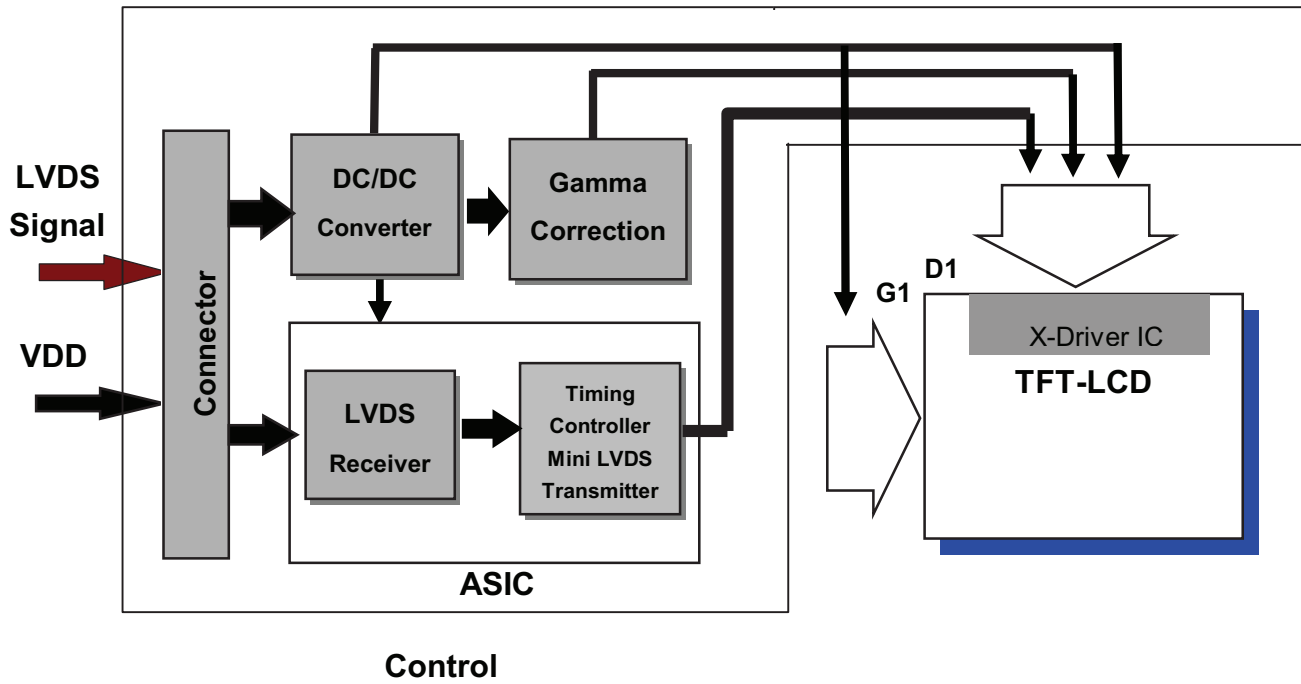 LVDS
Signal
VDD
Connector
DC/DC
Converter
Gamma
Correction
LVDS
Receiver
Timing
Controller
Mini LVDS
Transmitter
ASIC
Control
G1
D1
X-Driver IC
TFT-LCD